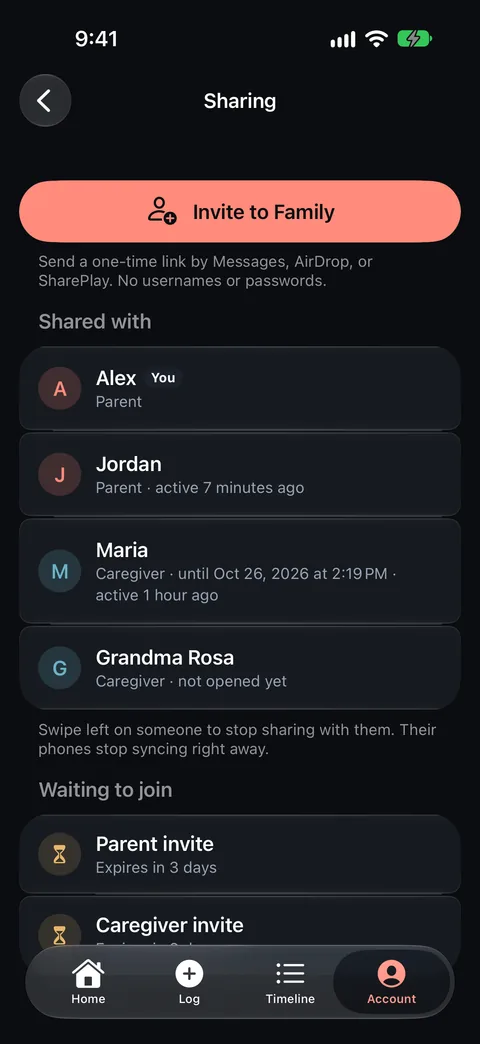 9:41
Sharing
Invite to Family
Send a one-time link by Messages, AirDrop, or
SharePlay. No usernames or passwords.
Shared with
A
Alex You
Parent
J
Jordan
Parent · active 7 minutes ago
M
Maria
Caregiver · until Oct 26, 2026 at 2:19 PM ·
active 1 hour ago
G
Grandma Rosa
Caregiver · not opened yet
Swipe left on someone to stop sharing with them. Their
phones stop syncing right away.
Waiting to join
Parent invite
Expires in 3 days
Caregiver invite
Home
Log
Timeline
Account